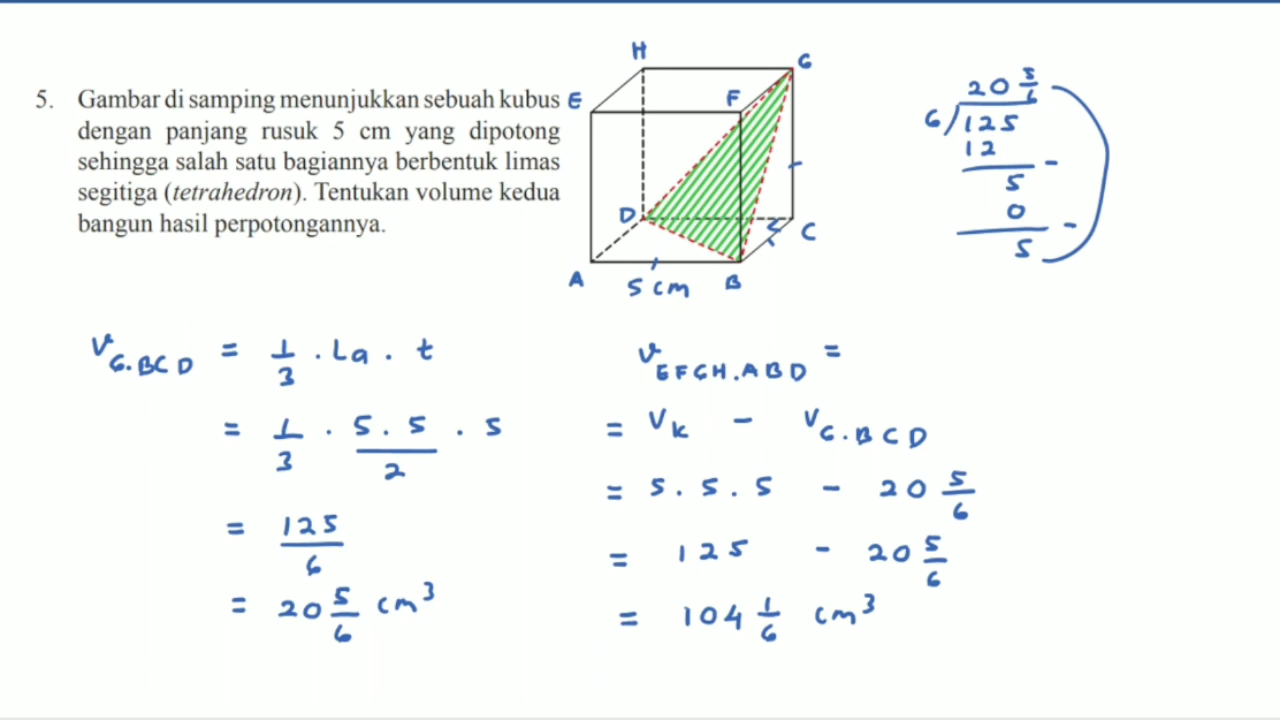 5. Gambar di samping menunjukkan sebuah kubus
dengan panjang rusuk 5 cm yang dipotong
sehingga salah satu bagiannya berbentuk limas
segitiga (tetrahedron). Tentukan volume kedua
bangun hasil perpotongannya.
H G
E F
D C
A B
5 cm
5
20 5/6
6/125
12
5 -
0
5 -
V G.BCD = 1/3 . La . t
= 1/3 . 5.5/2 . 5
= 125/6
= 20 5/6 cm³
V EFGH.ABD =
= Vk - V G.BCD
= 5.5.5 - 20 5/6
= 125 - 20 5/6
= 104 1/6 cm³